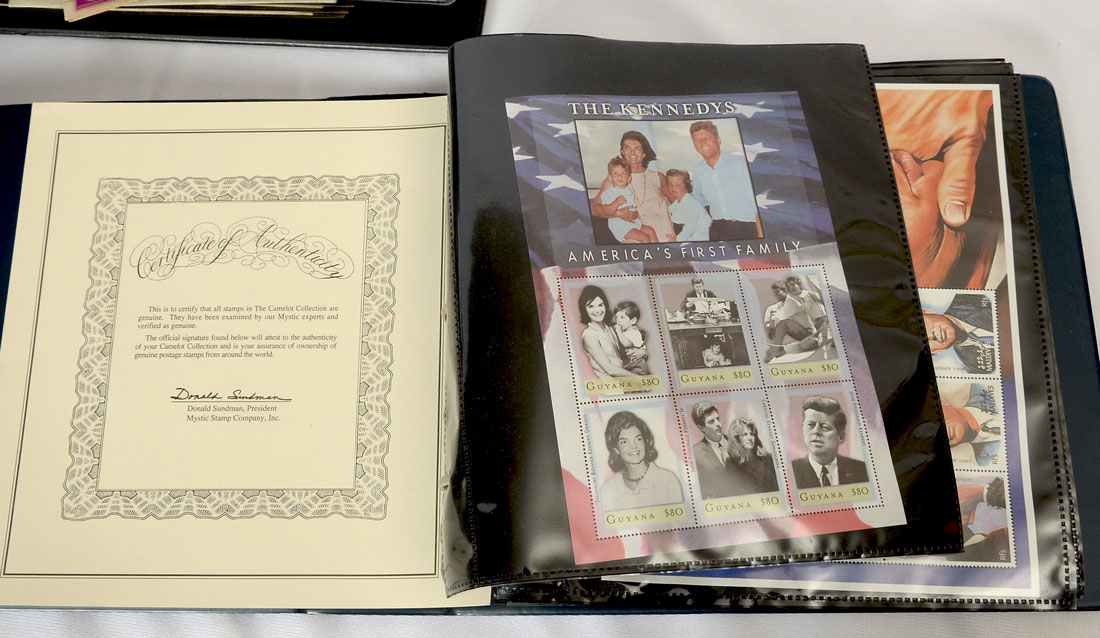 Certificate of Authenticity
This is to certify that all stamps in The Camelot Collection are
genuine. They have been examined by our Mystic experts and
verified as genuine.
The official signature found below will attest to the authenticity
of your Camelot Collection and is your assurance of ownership of
genuine postage stamps from around the world.
Donald Sundman
Donald Sundman, President
Mystic Stamp Company, Inc.
THE KENNEDYS
AMERICA'S FIRST FAMILY
GUYANA $80
GUYANA $80
GUYANA $80
GUYANA $80
GUYANA $80
GUYANA $80
MALDIVES
Rfs